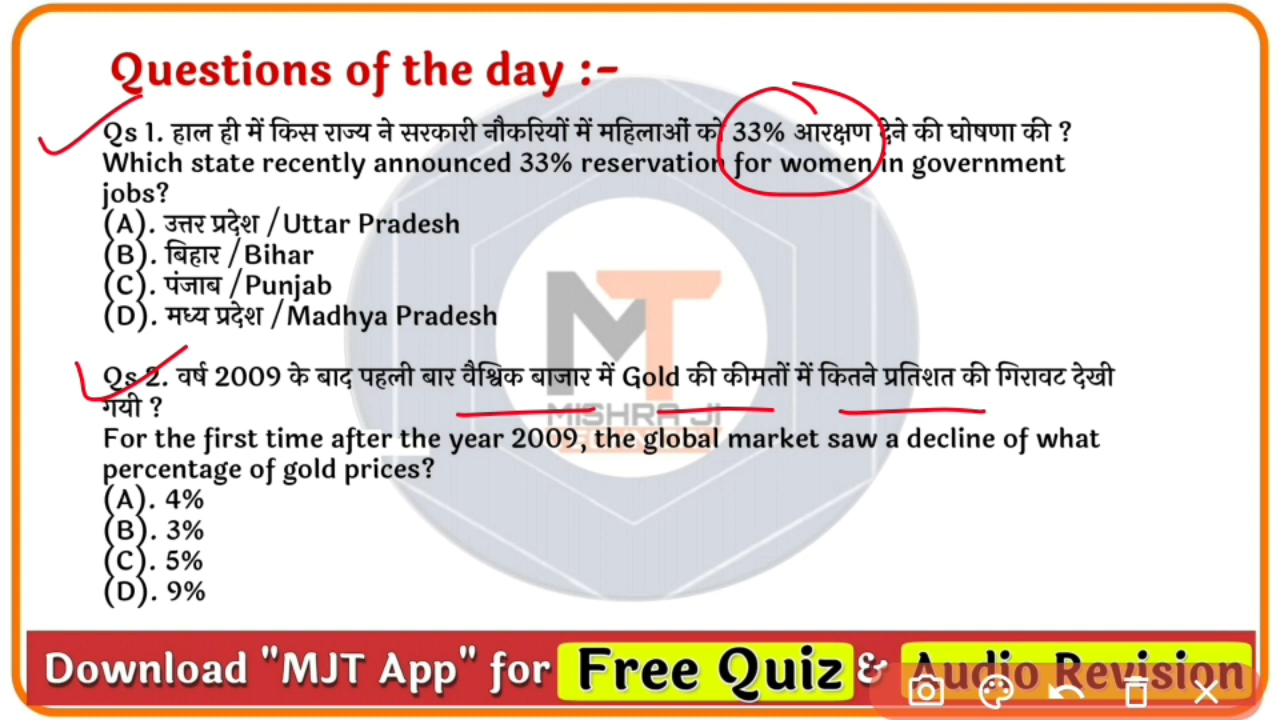 Questions of the day :-
Qs 1. हाल ही में किस राज्य ने सरकारी नौकरियों में महिलाओं को 33% आरक्षण देने की घोषणा की ?
Which state recently announced 33% reservation for women in government
jobs?
(A). उत्तर प्रदेश /Uttar Pradesh
(B). बिहार /Bihar
(C). पंजाब /Punjab
(D). मध्य प्रदेश /Madhya Pradesh
Qs 2. वर्ष 2009 के बाद पहली बार वैश्विक बाजार में Gold की कीमतों में कितने प्रतिशत की गिरावट देखी
गयी ?
For the first time after the year 2009, the global market saw a decline of what
percentage of gold prices?
(A). 4%
(B). 3%
(C). 5%
(D). 9%
MT
MISHRA JI
Download "MJT App" for Free Quiz & Audio Revision